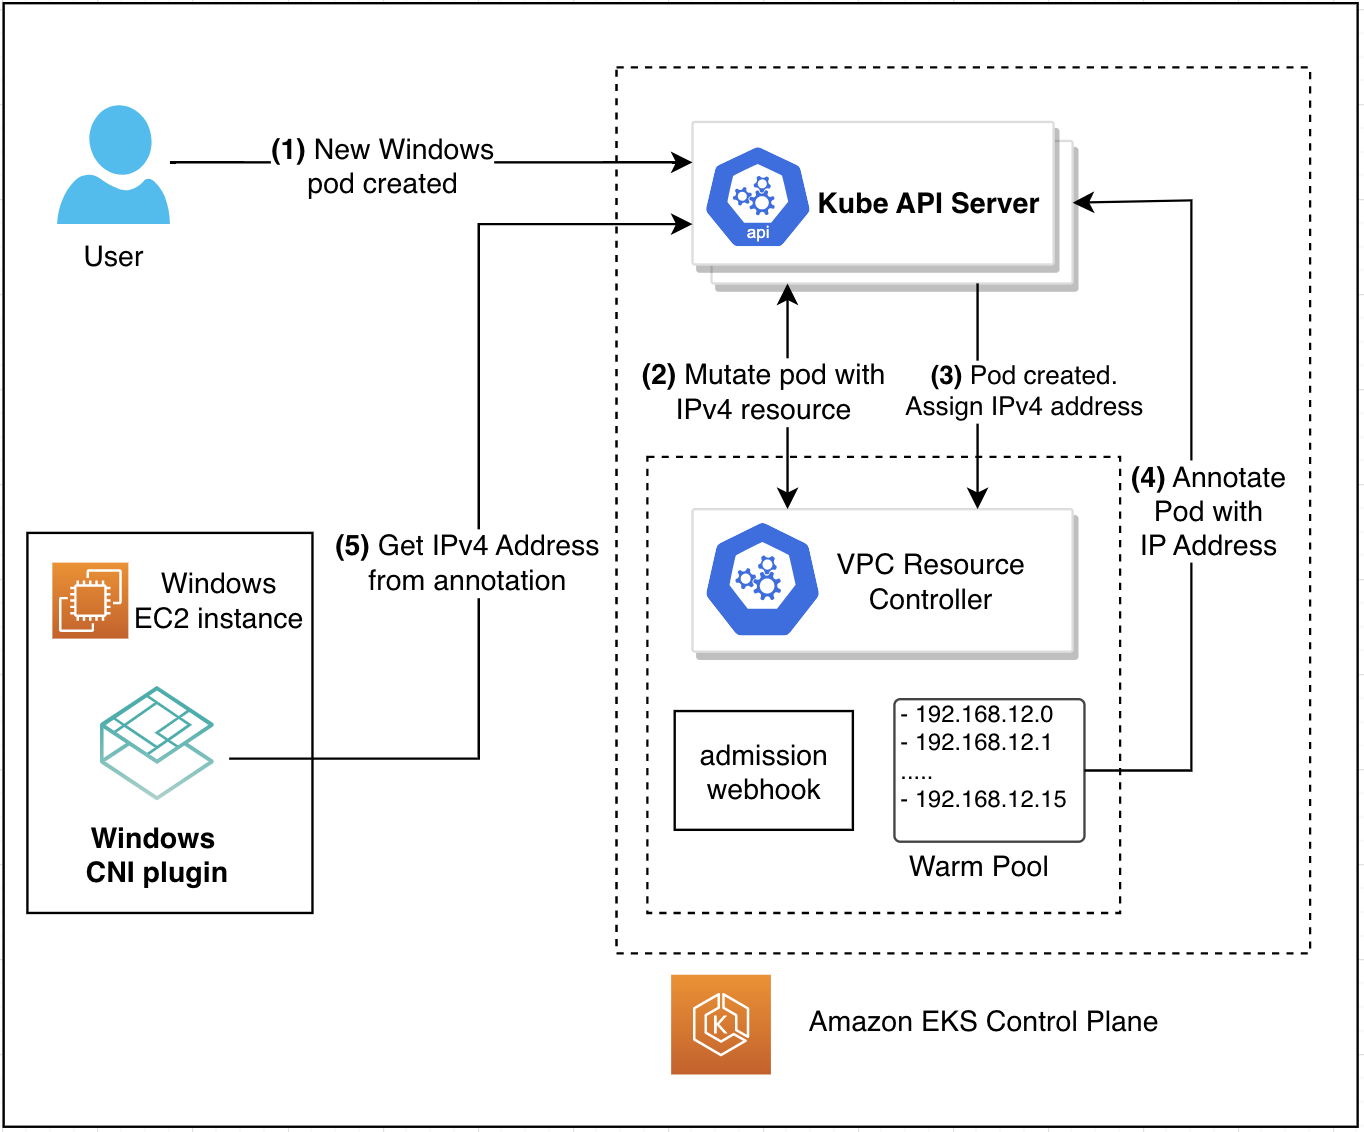 (1) New Windows
pod created
User
api
Kube API Server
(2) Mutate pod with
IPv4 resource
(3) Pod created.
Assign IPv4 address
(4) Annotate
Pod with
IP Address
(5) Get IPv4 Address
from annotation
Windows
EC2 instance
Windows
CNI plugin
VPC Resource
Controller
admission
webhook
- 192.168.12.0
- 192.168.12.1
.....
- 192.168.12.15
Warm Pool
K
Amazon EKS Control Plane